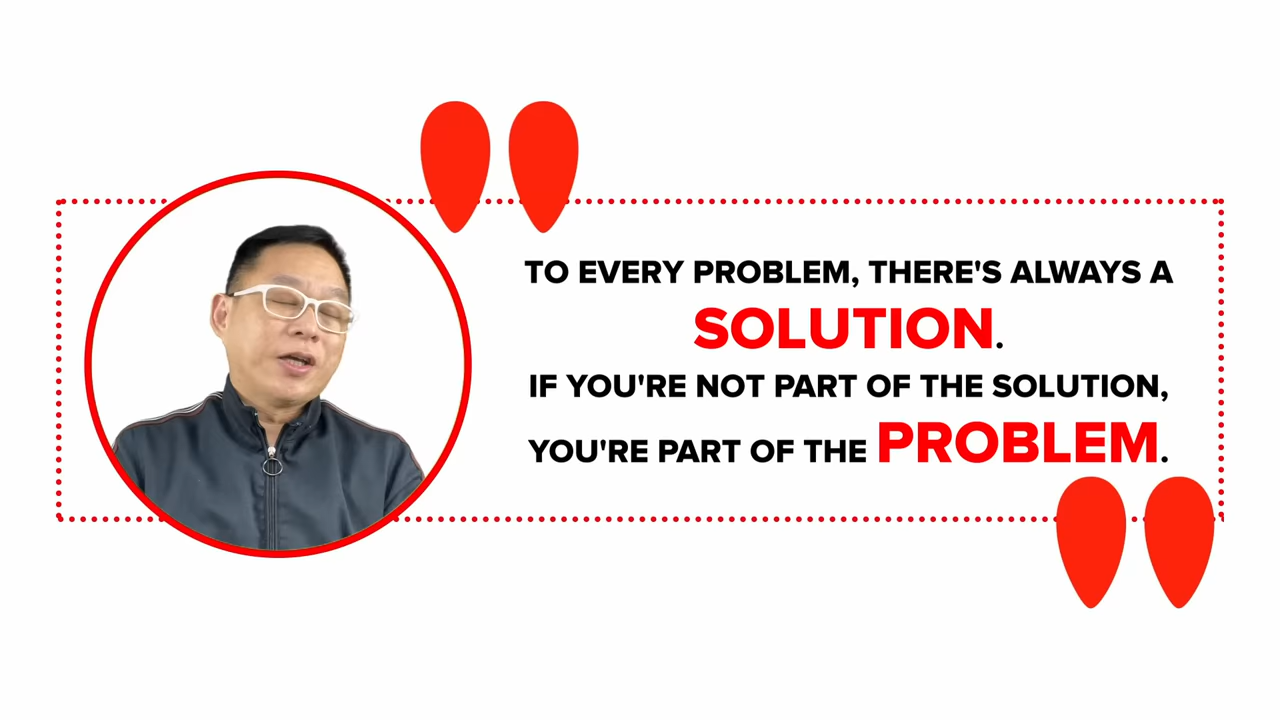 TO EVERY PROBLEM, THERE'S ALWAYS A
SOLUTION.
IF YOU'RE NOT PART OF THE SOLUTION,
YOU'RE PART OF THE PROBLEM.